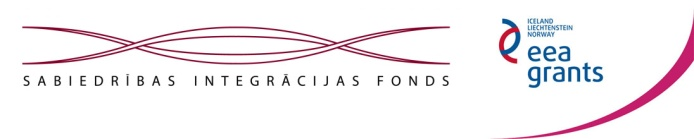 SABIEDRĪBAS INTEGRĀCIJAS FONDS
ICELAND
LIECHTENSTEIN
NORWAY
eea
grants